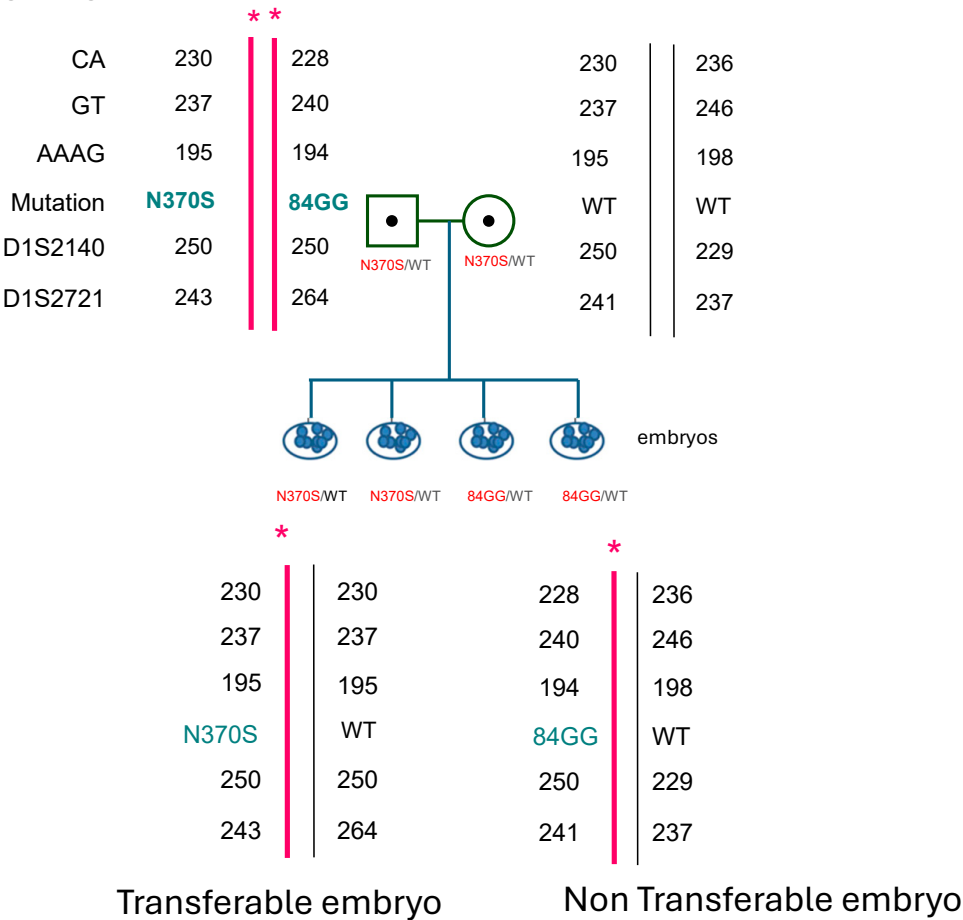 * *
CA 230 228 230 236
GT 237 240 237 246
AAAG 195 194 195 198
Mutation N370S 84GG WT WT
D1S2140 250 250 250 229
N370S/WT N370S/WT
D1S2721 243 264 241 237
embryos
N370S/WT N370S/WT 84GG/WT 84GG/WT
* *
230 230 228 236
237 237 240 246
195 195 194 198
N370S WT 84GG WT
250 250 250 229
243 264 241 237
Transferable embryo Non Transferable embryo